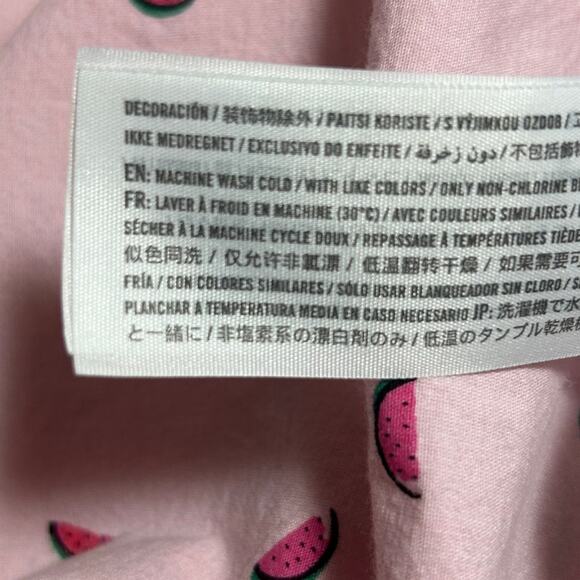 DECORACIÓN / 装飾物除外 / PAITSI KORISTE / S VÝJIMKOU OZDOB /
IKKE MEDREGNET / EXCLUSIVO DO ENFEITE / دون زخرفة / 不包括飾物
EN: MACHINE WASH COLD / WITH LIKE COLORS / ONLY NON-CHLORINE
FR: LAVER À FROID EN MACHINE (30°C) / AVEC COULEURS SIMILAIRES /
SÉCHER À LA MACHINE CYCLE DOUX / REPASSAGE À TEMPÉRATURES TIÈDE
似色同洗 / 仅允许非氯漂 / 低温翻转干燥 / 如果需要可
FRÍA / CON COLORES SIMILARES / SÓLO USAR BLANQUEADOR SIN CLORO /
PLANCHAR A TEMPERATURA MEDIA EN CASO NECESARIO JP: 洗濯機で水
と一緒に / 非塩素系の漂白剤のみ / 低温のタンブル乾燥